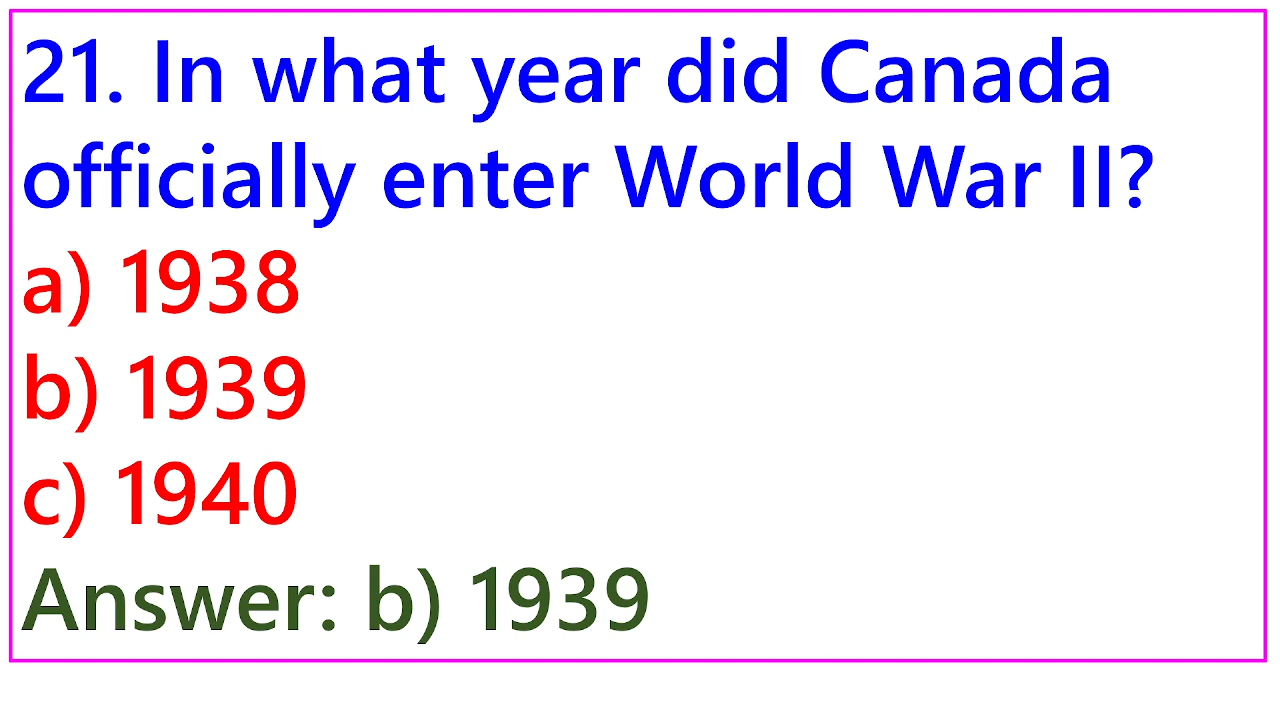 21. In what year did Canada
officially enter World War II?
a) 1938
b) 1939
c) 1940
Answer: b) 1939